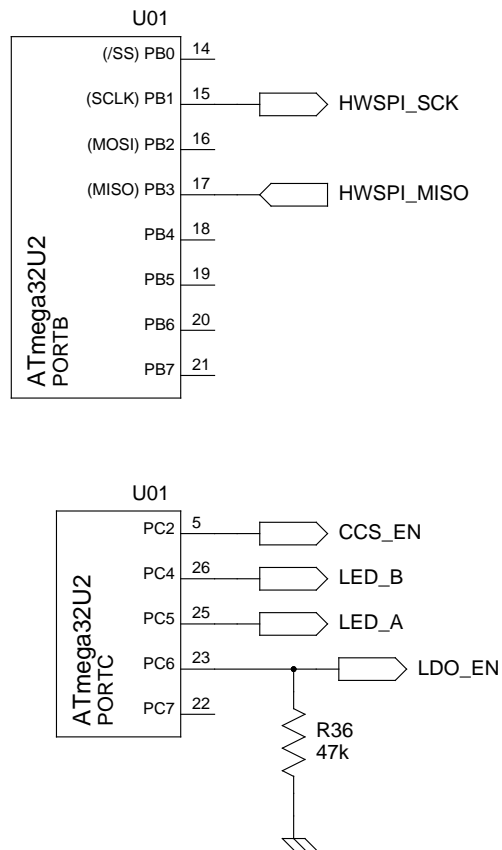 U01
(/SS) PB0 14
(SCLK) PB1 15 HWSPI_SCK
(MOSI) PB2 16
(MISO) PB3 17 HWSPI_MISO
PB4 18
PB5 19
PB6 20
PB7 21
ATmega32U2
PORTB
U01
PC2 5 CCS_EN
PC4 26 LED_B
PC5 25 LED_A
PC6 23 LDO_EN
PC7 22
ATmega32U2
PORTC
R36
47k